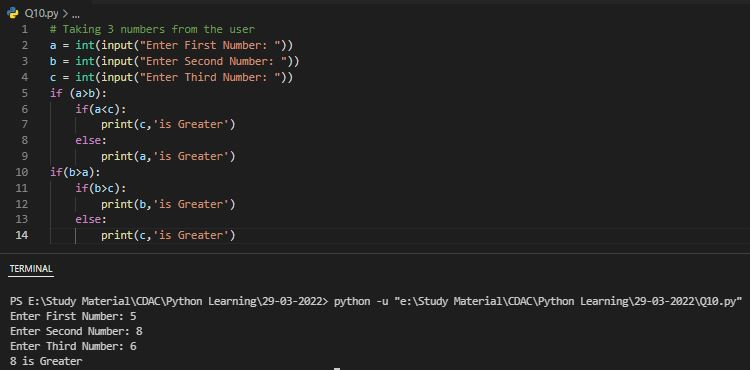 Q10.py > ...
1 # Taking 3 numbers from the user
2 a = int(input("Enter First Number: "))
3 b = int(input("Enter Second Number: "))
4 c = int(input("Enter Third Number: "))
5 if (a>b):
6     if(a<c):
7         print(c,'is Greater')
8     else:
9         print(a,'is Greater')
10 if(b>a):
11     if(b>c):
12         print(b,'is Greater')
13     else:
14         print(c,'is Greater')
TERMINAL
PS E:\Study Material\CDAC\Python Learning\29-03-2022> python -u "e:\Study Material\CDAC\Python Learning\29-03-2022\Q10.py"
Enter First Number: 5
Enter Second Number: 8
Enter Third Number: 6
8 is Greater